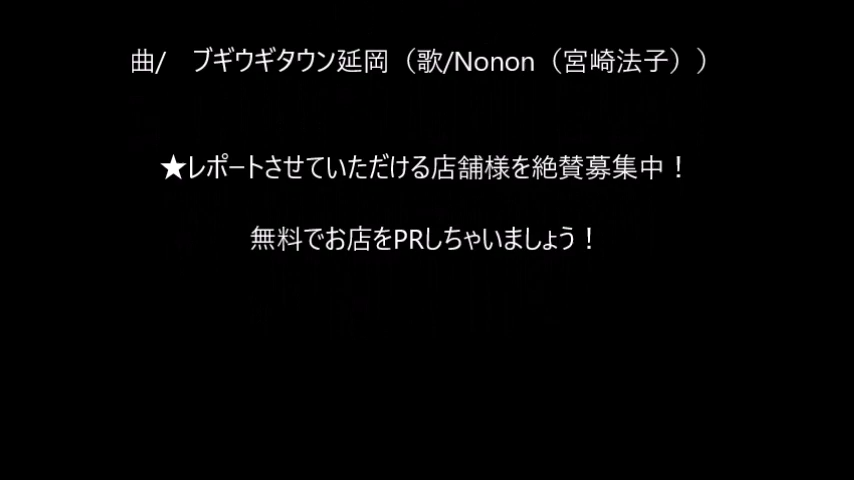 曲/　ブギウギタウン延岡（歌/Nonon（宮崎法子））
★レポートさせていただける店舗様を絶賛募集中！
無料でお店をPRしちゃいましょう！